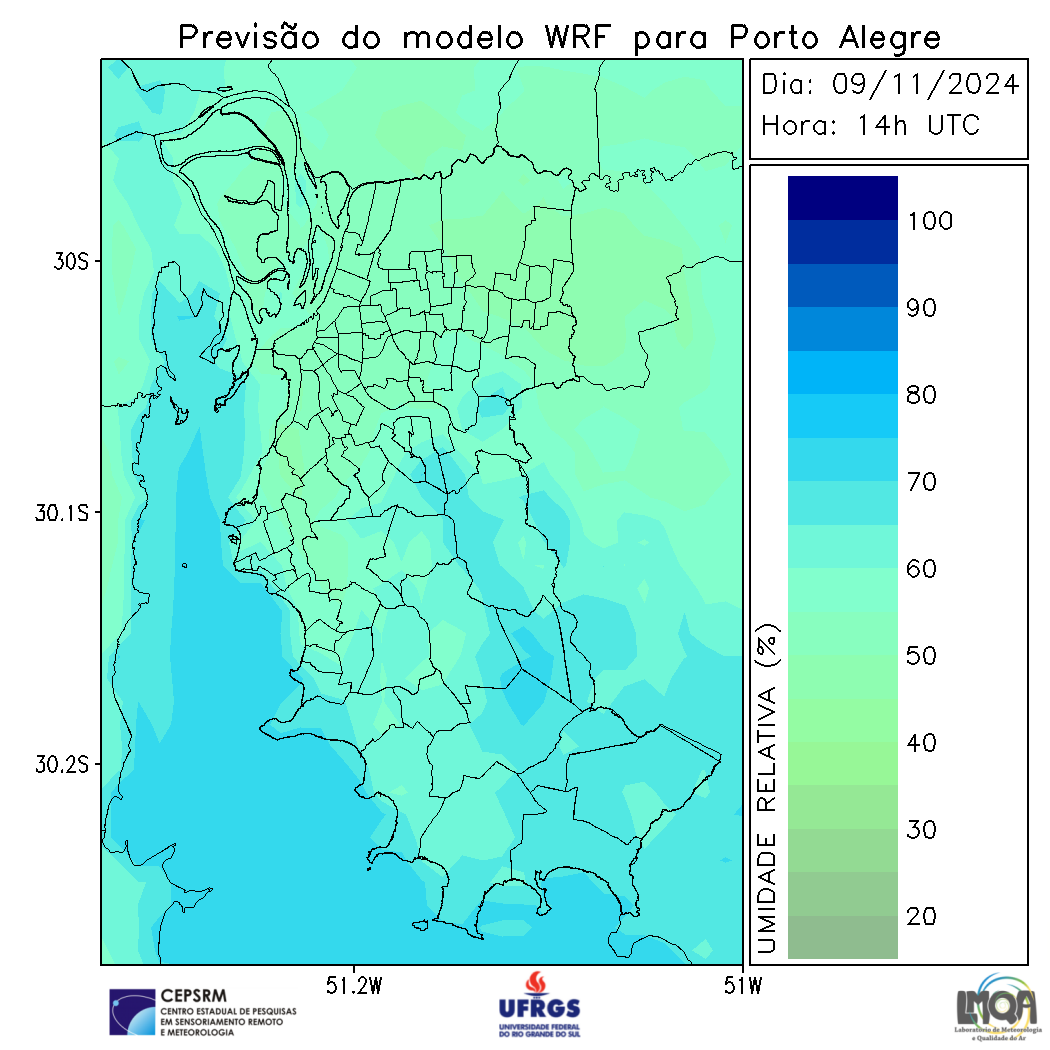 Previsão do modelo WRF para Porto Alegre
Dia: 09/11/2024
Hora: 14h UTC
30S
30.1S
30.2S
51.2W
51W
UMIDADE RELATIVA (%)
100
90
80
70
60
50
40
30
20
CEPSRM
CENTRO ESTADUAL DE PESQUISAS
EM SENSORIAMENTO REMOTO
E METEOROLOGIA
UFRGS
UNIVERSIDADE FEDERAL
DO RIO GRANDE DO SUL
LMQA
Laboratório de Meteorologia
e Qualidade do Ar